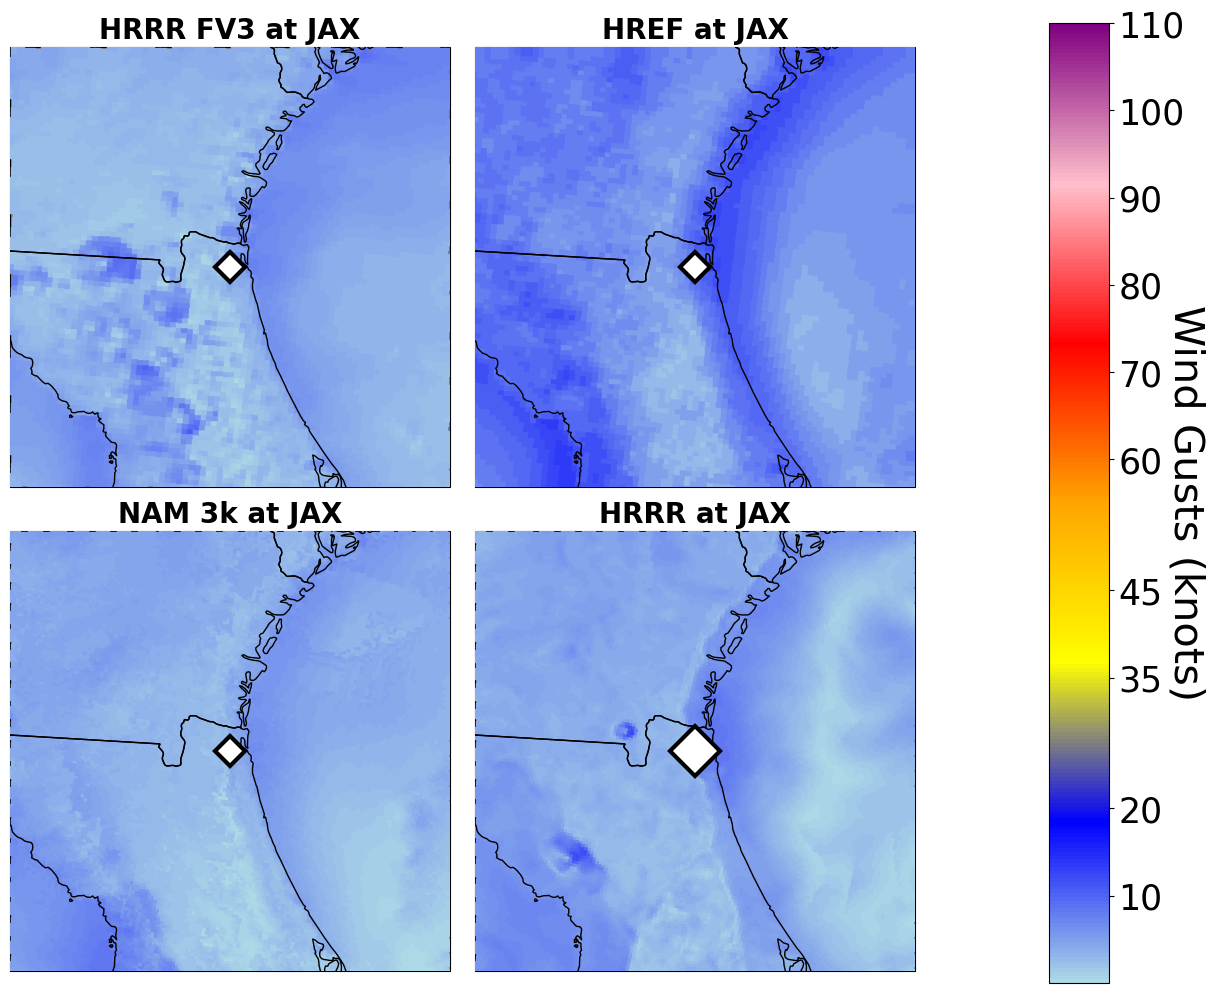 HRRR FV3 at JAX
HREF at JAX
NAM 3k at JAX
HRRR at JAX
110
100
90
80
70
60
45
35
20
10
Wind Gusts (knots)